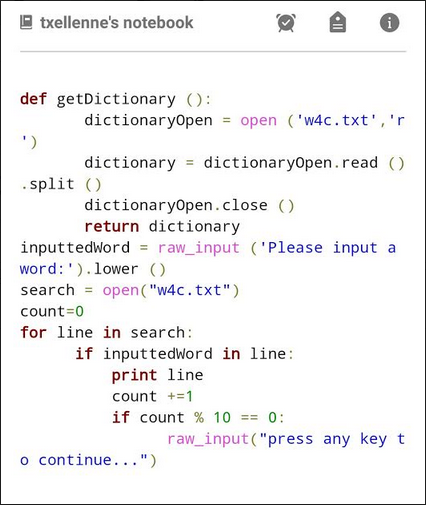 txellenne's notebook
def getDictionary ():
       dictionaryOpen = open ('w4c.txt','r
')
       dictionary = dictionaryOpen.read ()
.split ()
       dictionaryOpen.close ()
       return dictionary
inputtedWord = raw_input ('Please input a
word:').lower ()
search = open("w4c.txt")
count=0
for line in search:
      if inputtedWord in line:
          print line
          count +=1
          if count % 10 == 0:
                raw_input("press any key t
o continue...")